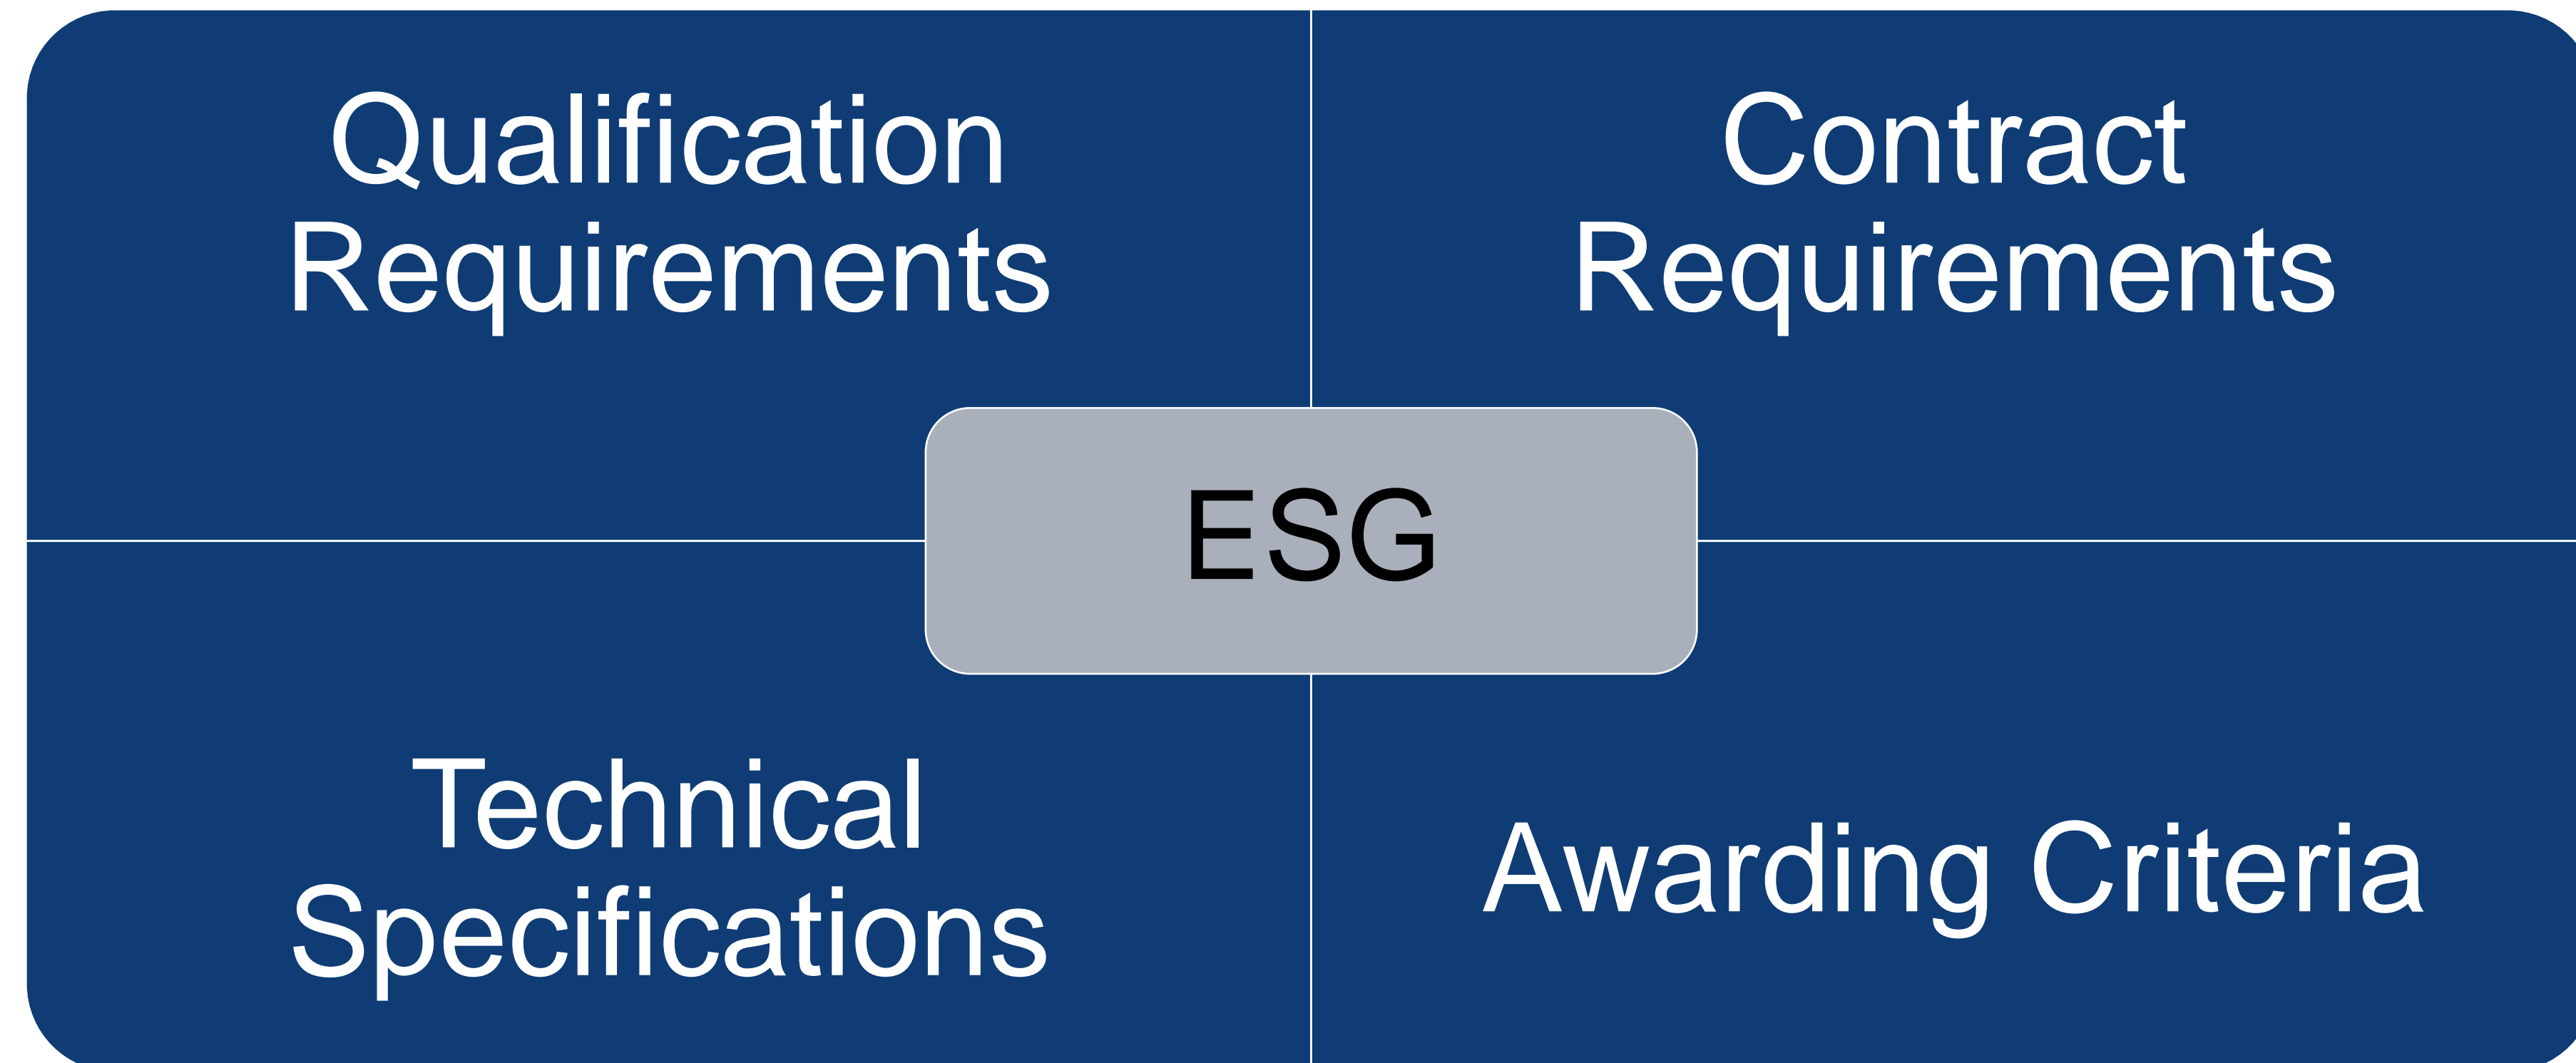 Qualification
Requirements
Contract
Requirements
ESG
Technical
Specifications
Awarding Criteria